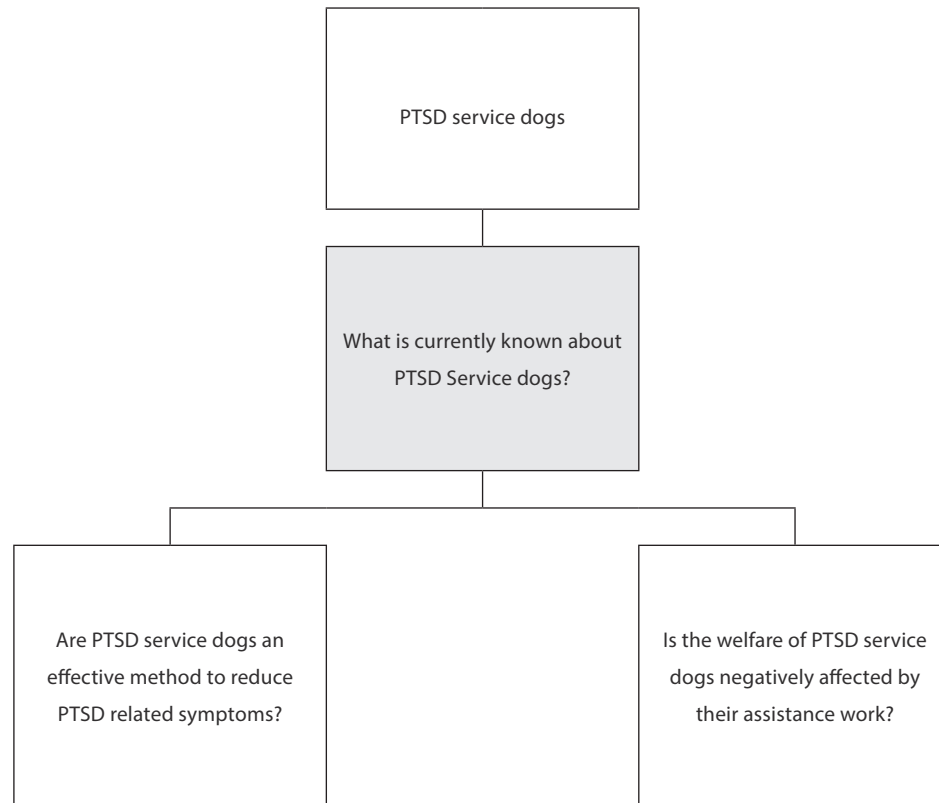 PTSD service dogs
What is currently known about
PTSD Service dogs?
Are PTSD service dogs an
effective method to reduce
PTSD related symptoms?
Is the welfare of PTSD service
dogs negatively affected by
their assistance work?